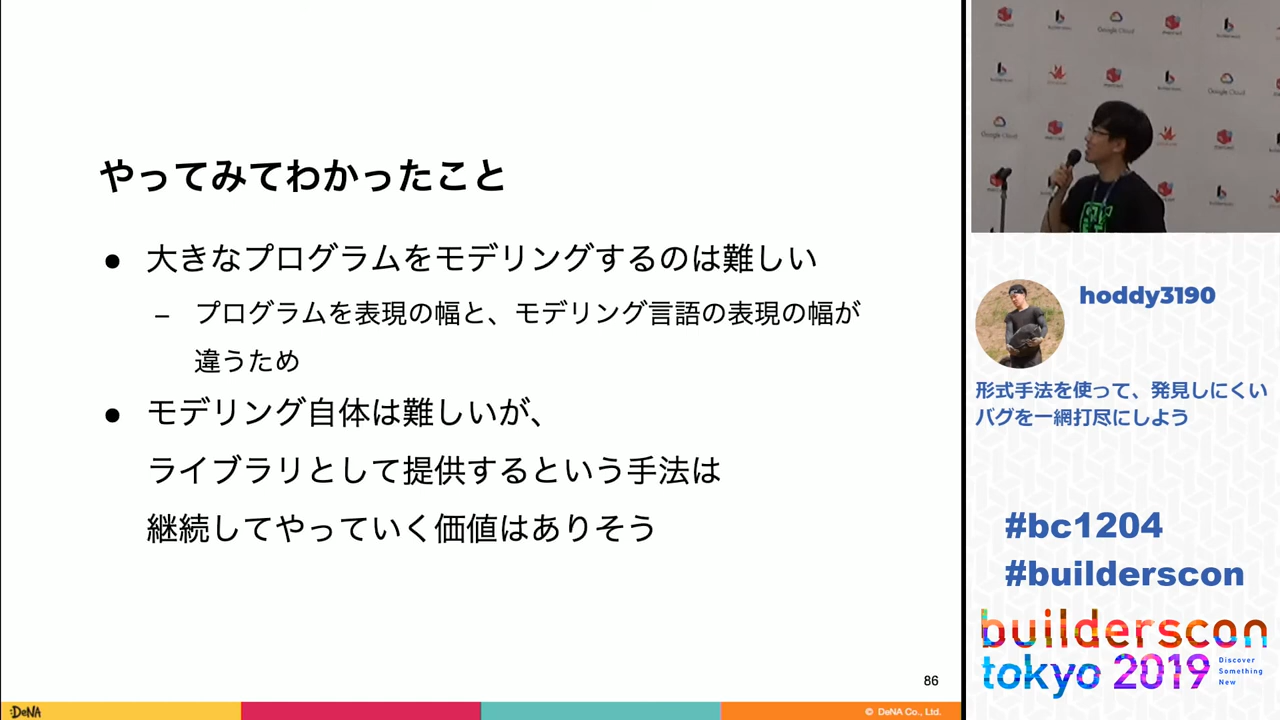 やってみてわかったこと
● 大きなプログラムをモデリングするのは難しい
– プログラムを表現の幅と、モデリング言語の表現の幅が
違うため
● モデリング自体は難しいが、
ライブラリとして提供するという手法は
継続してやっていく価値はありそう
86
:DeNA
© DeNA Co., Ltd.
Google Cloud
Google Cloud
Google Cloud
hoddy3190
形式手法を使って、発見しにくい
バグを一網打尽にしよう
#bc1204
#builderscon
builderscon
tokyo 2019
Discover
Something
New